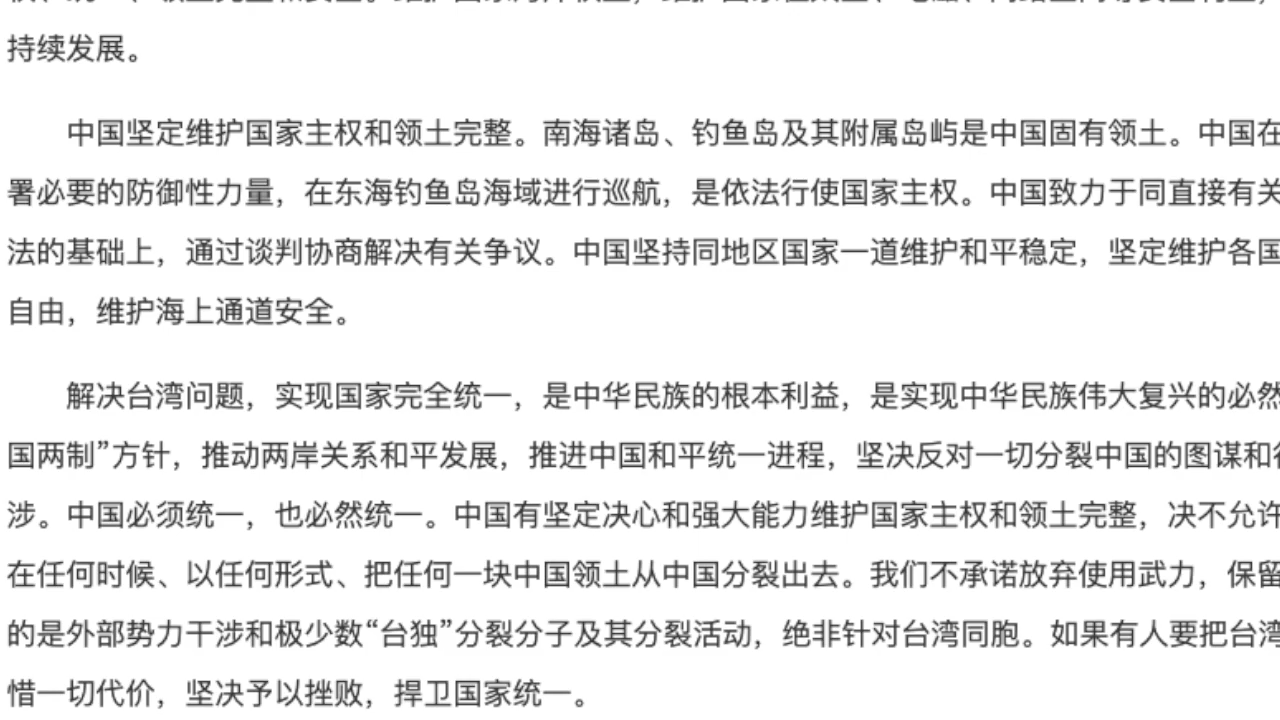 持续发展。
中国坚定维护国家主权和领土完整。南海诸岛、钓鱼岛及其附属岛屿是中国固有领土。中国在
署必要的防御性力量，在东海钓鱼岛海域进行巡航，是依法行使国家主权。中国致力于同直接有关
法的基础上，通过谈判协商解决有关争议。中国坚持同地区国家一道维护和平稳定，坚定维护各国
自由，维护海上通道安全。
解决台湾问题，实现国家完全统一，是中华民族的根本利益，是实现中华民族伟大复兴的必然
国两制”方针，推动两岸关系和平发展，推进中国和平统一进程，坚决反对一切分裂中国的图谋和
涉。中国必须统一，也必然统一。中国有坚定决心和强大能力维护国家主权和领土完整，决不允许
在任何时候、以任何形式、把任何一块中国领土从中国分裂出去。我们不承诺放弃使用武力，保留
的是外部势力干涉和极少数“台独”分裂分子及其分裂活动，绝非针对台湾同胞。如果有人要把台湾
惜一切代价，坚决予以挫败，捍卫国家统一。